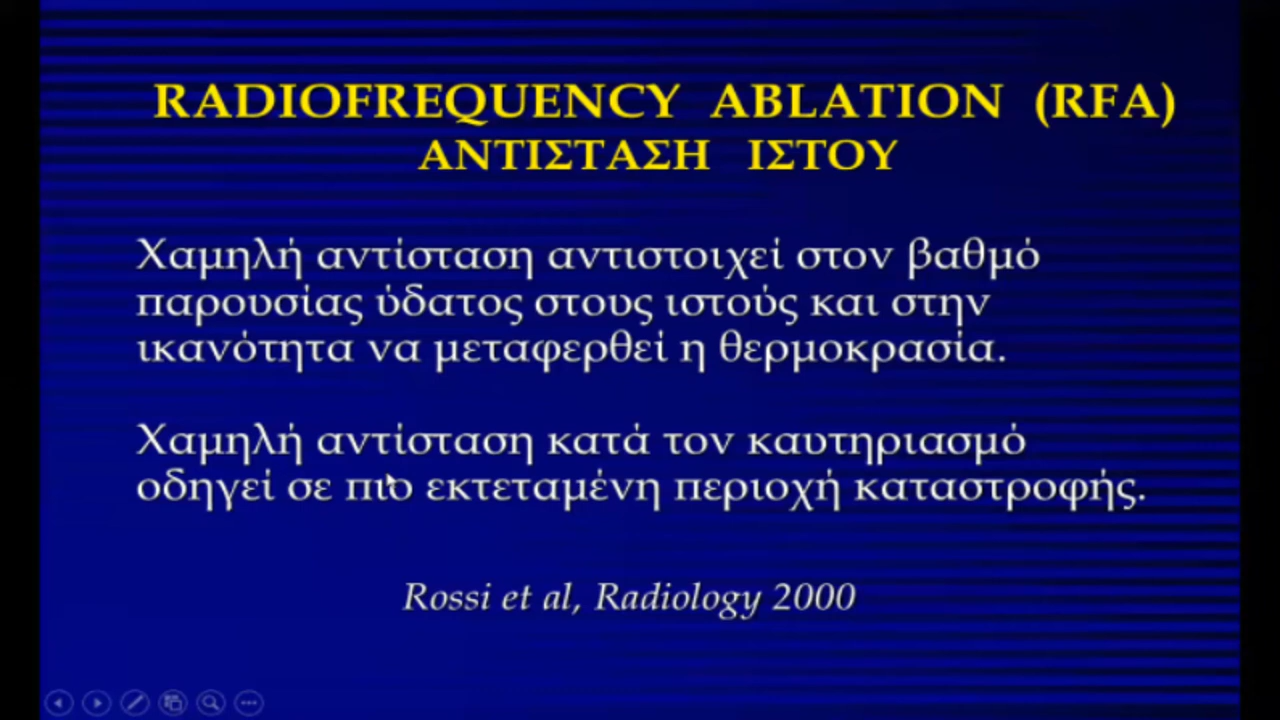 RADIOFREQUENCY ABLATION (RFA)
ΑΝΤΙΣΤΑΣΗ ΙΣΤΟΥ
Χαμηλή αντίσταση αντιστοιχεί στον βαθμό
παρουσίας ύδατος στους ιστούς και στην
ικανότητα να μεταφερθεί η θερμοκρασία.
Χαμηλή αντίσταση κατά τον καυτηριασμό
οδηγεί σε πιο εκτεταμένη περιοχή καταστροφής.
Rossi et al, Radiology 2000